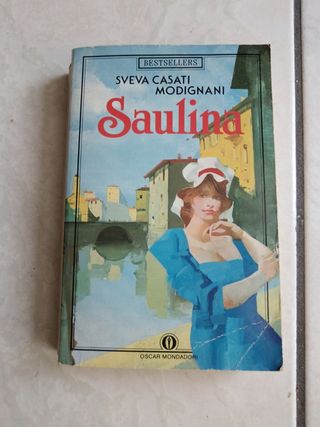 BESTSELLERS
SVEVA CASATI
MODIGNANI
Saulina
OSCAR MONDADORI